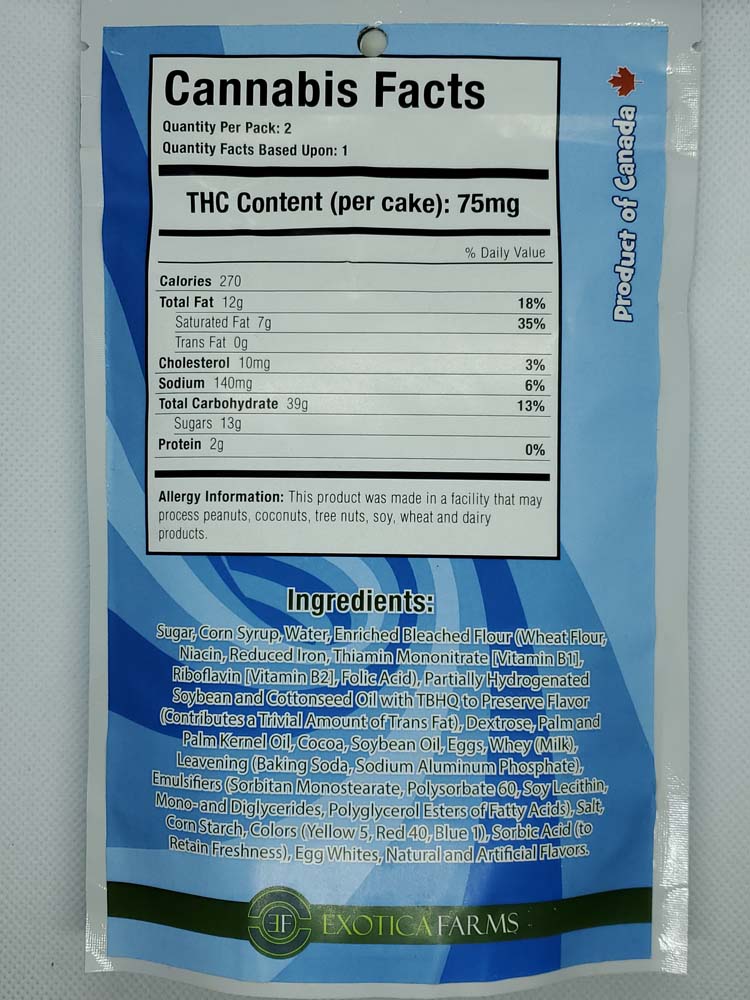 Cannabis Facts
Quantity Per Pack: 2
Quantity Facts Based Upon: 1
THC Content (per cake): 75mg
% Daily Value
Calories 270
Total Fat 12g 18%
Saturated Fat 7g 35%
Trans Fat 0g
Cholesterol 10mg 3%
Sodium 140mg 6%
Total Carbohydrate 39g 13%
Sugars 13g
Protein 2g 0%
Allergy Information: This product was made in a facility that may
process peanuts, coconuts, tree nuts, soy, wheat and dairy
products.
Product of Canada
Ingredients:
Sugar, Corn Syrup, Water, Enriched Bleached Flour (Wheat Flour,
Niacin, Reduced Iron, Thiamin Mononitrate [Vitamin B1],
Riboflavin [Vitamin B2], Folic Acid), Partially Hydrogenated
Soybean and Cottonseed Oil with TBHQ to Preserve Flavor
(Contributes a Trivial Amount of Trans Fat), Dextrose, Palm and
Palm Kernel Oil, Cocoa, Soybean Oil, Eggs, Whey (Milk),
Leavening (Baking Soda, Sodium Aluminum Phosphate),
Emulsifiers (Sorbitan Monostearate, Polysorbate 60, Soy Lecithin,
Mono- and Diglycerides, Polyglycerol Esters of Fatty Acids), Salt,
Corn Starch, Colors (Yellow 5, Red 40, Blue 1), Sorbic Acid (to
Retain Freshness), Egg Whites, Natural and Artificial Flavors.
EF EXOTICA FARMS